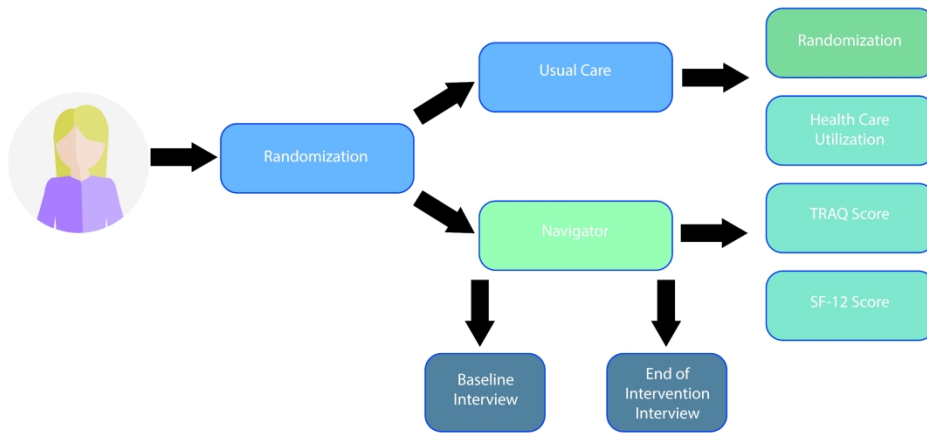 Randomization
Usual Care
Navigator
Baseline
Interview
End of
Intervention
Interview
Randomization
Health Care
Utilization
TRAQ Score
SF-12 Score